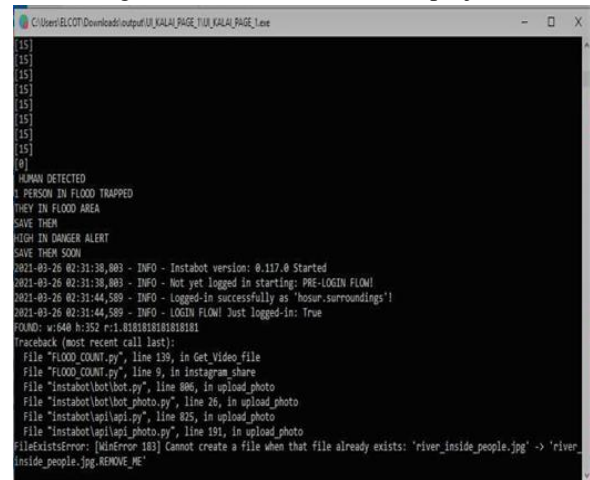 C:\Users\ELCOT\Downloads\output\UI_KALAI_PAGE_1\UI_KALAI_PAGE_1.exe
[15]
[15]
[15]
[15]
[15]
[15]
[15]
[15]
[0]
HUMAN DETECTED
1 PERSON IN FLOOD TRAPPED
THEY IN FLOOD AREA
SAVE THEM
HIGH IN DANGER ALERT
SAVE THEM SOON
2021-03-26 02:31:38,803 - INFO - Instabot version: 0.117.0 Started
2021-03-26 02:31:38,803 - INFO - Not yet logged in starting: PRE-LOGIN FLOW!
2021-03-26 02:31:44,589 - INFO - Logged-in successfully as 'hosur.surroundings'!
2021-03-26 02:31:44,589 - INFO - LOGIN FLOW! Just logged-in: True
FOUND: w:640 h:352 r:1.8181818181818181
Traceback (most recent call last):
File "FLOOD_COUNT.py", line 139, in Get_Video_file
File "FLOOD_COUNT.py", line 9, in instagram_share
File "instabot\bot\bot.py", line 806, in upload_photo
File "instabot\bot\bot_photo.py", line 26, in upload_photo
File "instabot\api\api.py", line 825, in upload_photo
File "instabot\api\api_photo.py", line 191, in upload_photo
FileExistsError: [WinError 183] Cannot create a file when that file already exists: 'river_inside_people.jpg' -> 'river_
inside_people.jpg.REMOVE_ME'